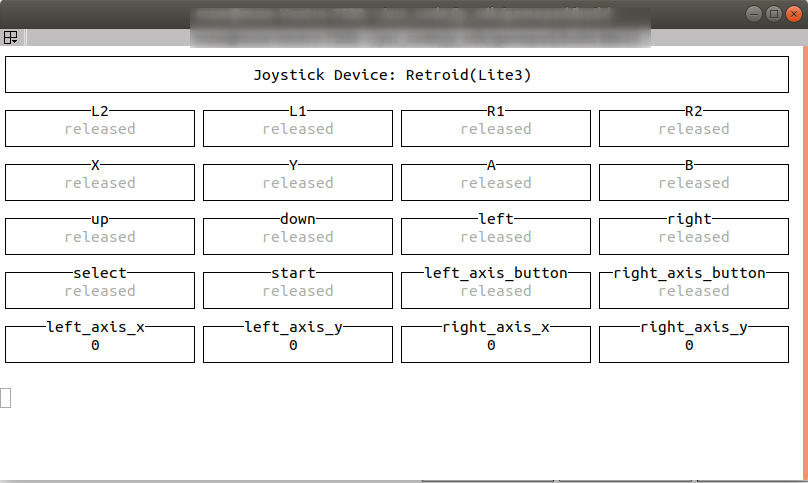 Joystick Device: Retroid(Lite3)
L2 L1 R1 R2
released released released released
X Y A B
released released released released
up down left right
released released released released
select start left_axis_button right_axis_button
released released released released
left_axis_x left_axis_y right_axis_x right_axis_y
0 0 0 0